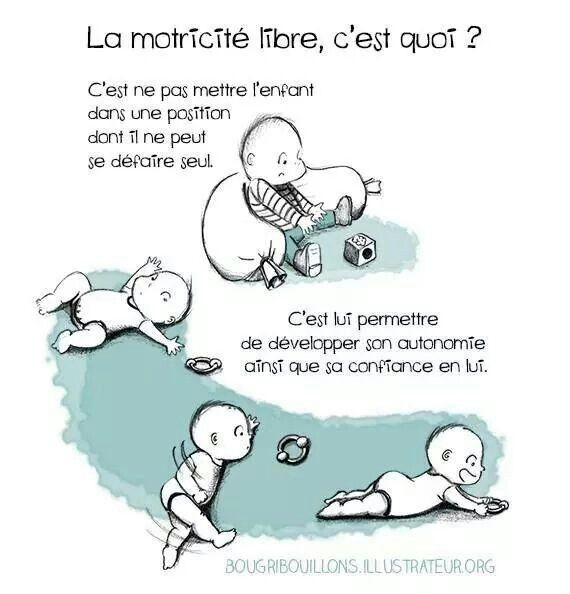 La motricité libre, c'est quoi ?
C'est ne pas mettre l'enfant
dans une position
dont il ne peut
se défaire seul.
C'est lui permettre
de développer son autonomie
ainsi que sa confiance en lui.
BOUGRIBOUILLONS.ILLUSTRATEUR.ORG